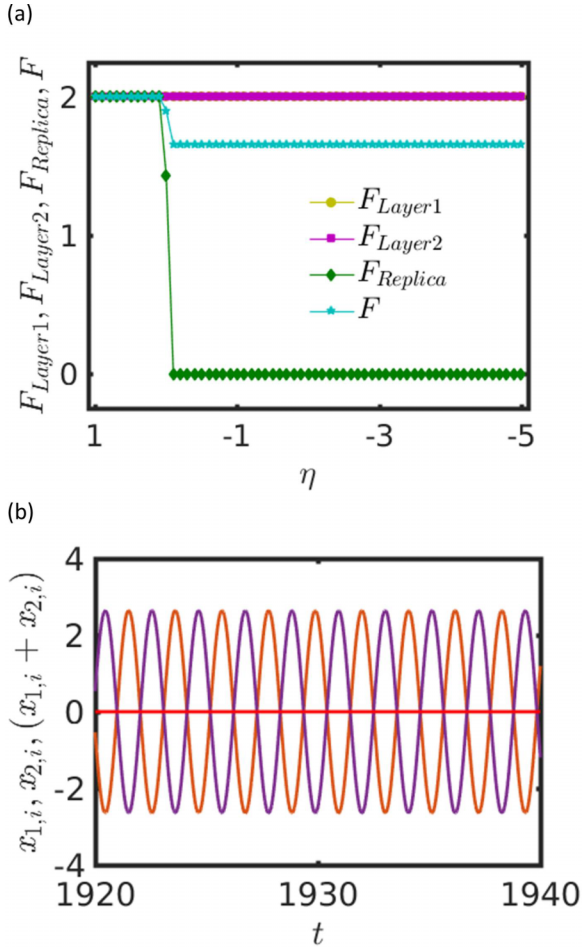 (a)
F_{Layer1}, F_{Layer2}, F_{Replica}, F
2
1
0
F_{Layer1}
F_{Layer2}
F_{Replica}
F
1 -1 -3 -5
η
(b)
x_{1,i}, x_{2,i}, (x_{1,i} + x_{2,i})
4
2
0
-2
-4
1920 1930 1940
t